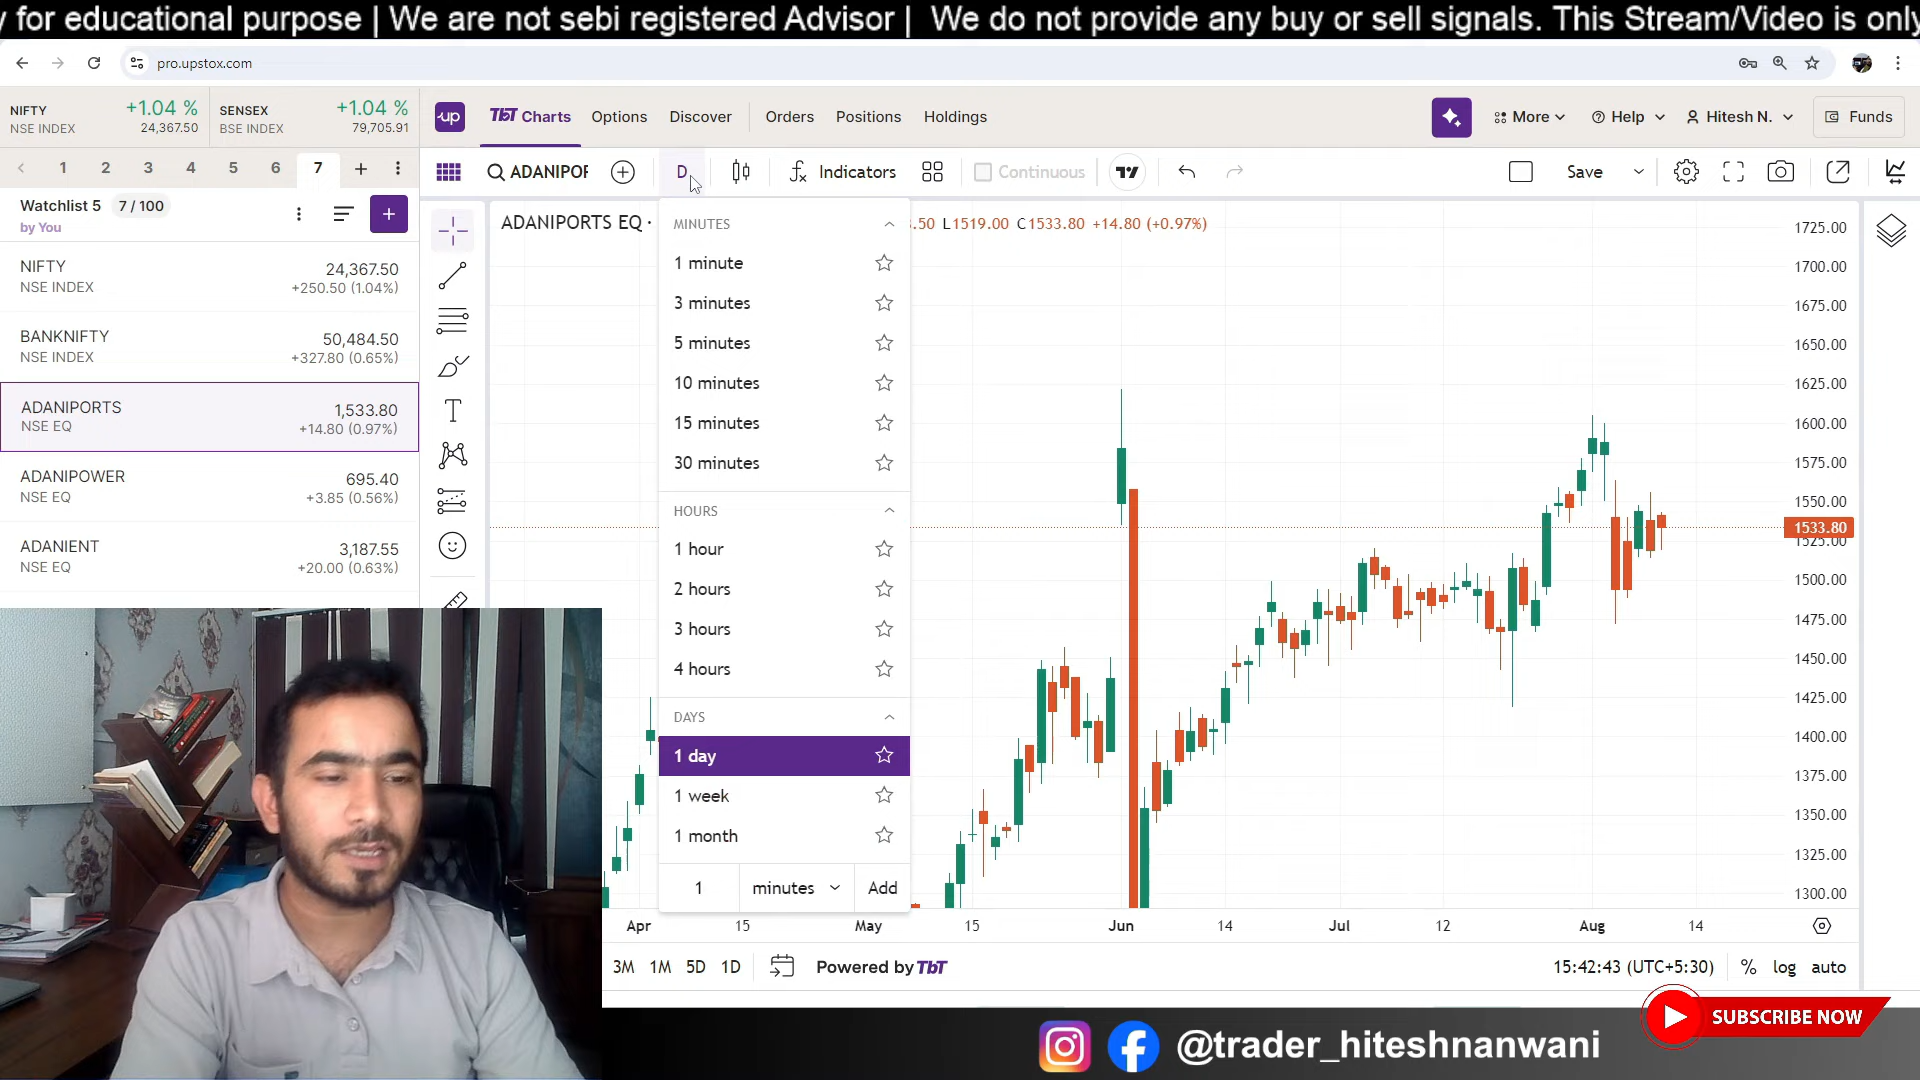 for educational purpose | We are not sebi registered Advisor |  We do not provide any buy or sell signals. This Stream/Video is only
pro.upstox.com
NIFTY +1.04 %
NSE INDEX 24,367.50
SENSEX +1.04 %
BSE INDEX 79,705.91
up
TbT Charts
Options
Discover
Orders
Positions
Holdings
More
Help
Hitesh N.
Funds
1 2 3 4 5 6 7 +
ADANIPOR
D
Indicators
Continuous
Save
Watchlist 5 7 / 100
by You
NIFTY 24,367.50
NSE INDEX +250.50 (1.04%)
BANKNIFTY 50,484.50
NSE INDEX +327.80 (0.65%)
ADANIPORTS 1,533.80
NSE EQ +14.80 (0.97%)
ADANIPOWER 695.40
NSE EQ +3.85 (0.56%)
ADANIENT 3,187.55
NSE EQ +20.00 (0.63%)
ADANIPORTS EQ · .50 L1519.00 C1533.80 +14.80 (+0.97%)
MINUTES
1 minute
3 minutes
5 minutes
10 minutes
15 minutes
30 minutes
HOURS
1 hour
2 hours
3 hours
4 hours
DAYS
1 day
1 week
1 month
1 minutes Add
1725.00
1700.00
1675.00
1650.00
1625.00
1600.00
1575.00
1550.00
1533.80
1525.00
1500.00
1475.00
1450.00
1425.00
1400.00
1375.00
1350.00
1325.00
1300.00
Apr 15 May 15 Jun 14 Jul 12 Aug 14
3M 1M 5D 1D
Powered by TbT
15:42:43 (UTC+5:30) % log auto
SUBSCRIBE NOW
@trader_hiteshnanwani